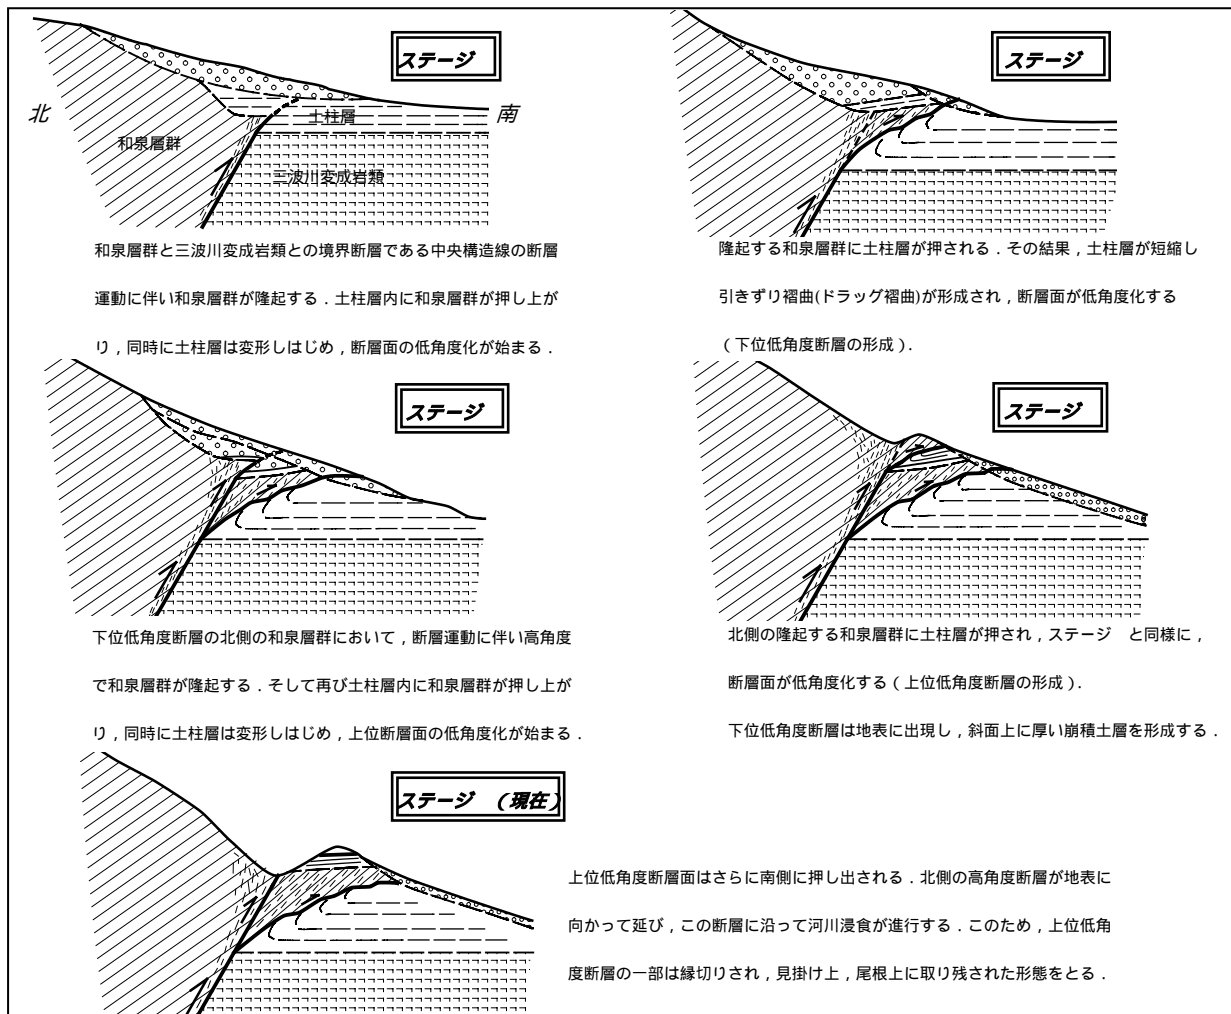 ステージ
北
南
土柱層
和泉層群
三波川変成岩類
和泉層群と三波川変成岩類との境界断層である中央構造線の断層
運動に伴い和泉層群が隆起する．土柱層内に和泉層群が押し上が
り，同時に土柱層は変形しはじめ，断層面の低角度化が始まる．
ステージ
隆起する和泉層群に土柱層が押される．その結果，土柱層が短縮し
引きずり褶曲(ドラッグ褶曲)が形成され，断層面が低角度化する
（下位低角度断層の形成）．
ステージ
下位低角度断層の北側の和泉層群において，断層運動に伴い高角度
で和泉層群が隆起する．そして再び土柱層内に和泉層群が押し上が
り，同時に土柱層は変形しはじめ，上位断層面の低角度化が始まる．
ステージ
北側の隆起する和泉層群に土柱層が押され，ステージ　と同様に，
断層面が低角度化する（上位低角度断層の形成）．
下位低角度断層は地表に出現し，斜面上に厚い崩積土層を形成する．
ステージ　（現在）
上位低角度断層面はさらに南側に押し出される．北側の高角度断層が地表に
向かって延び，この断層に沿って河川浸食が進行する．このため，上位低角
度断層の一部は縁切りされ，見掛け上，尾根上に取り残された形態をとる．